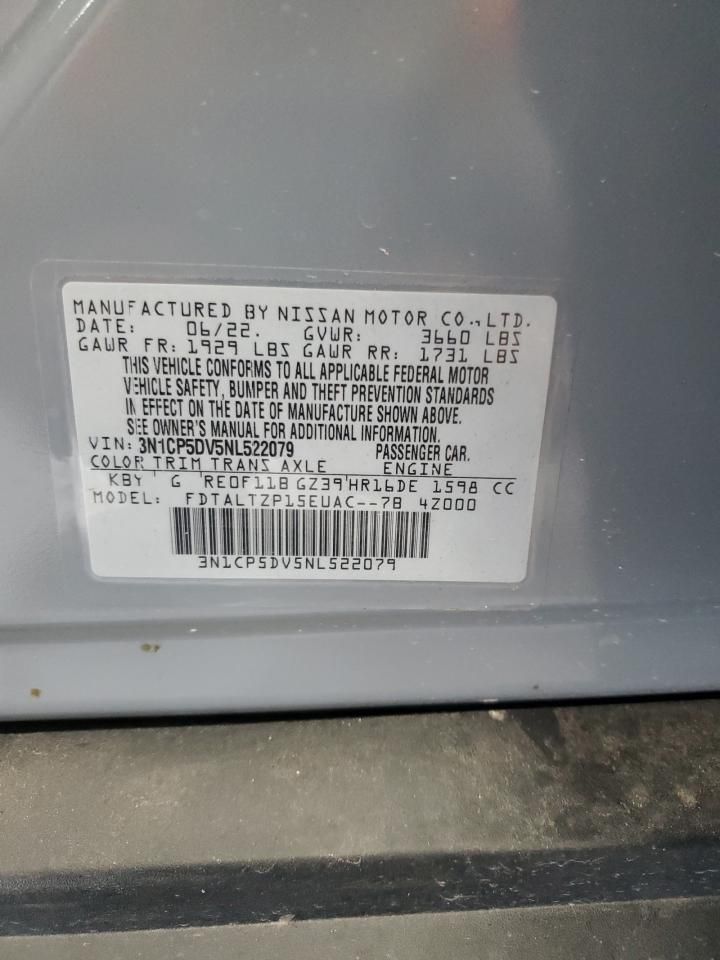 MANUFACTURED BY NISSAN MOTOR CO.,LTD.
DATE: 06/22. GVWR: 3660 LBS
GAWR FR: 1929 LBS GAWR RR: 1731 LBS
THIS VEHICLE CONFORMS TO ALL APPLICABLE FEDERAL MOTOR
VEHICLE SAFETY, BUMPER AND THEFT PREVENTION STANDARDS
IN EFFECT ON THE DATE OF MANUFACTURE SHOWN ABOVE.
SEE OWNER'S MANUAL FOR ADDITIONAL INFORMATION.
VIN: 3N1CP5DV5NL522079 PASSENGER CAR.
COLOR TRIM TRANS AXLE ENGINE
KBY G RE0F11B GZ39 HR16DE 1598 CC
MODEL: FDTALTZP15EUAC--7B 4Z000
3N1CP5DV5NL522079